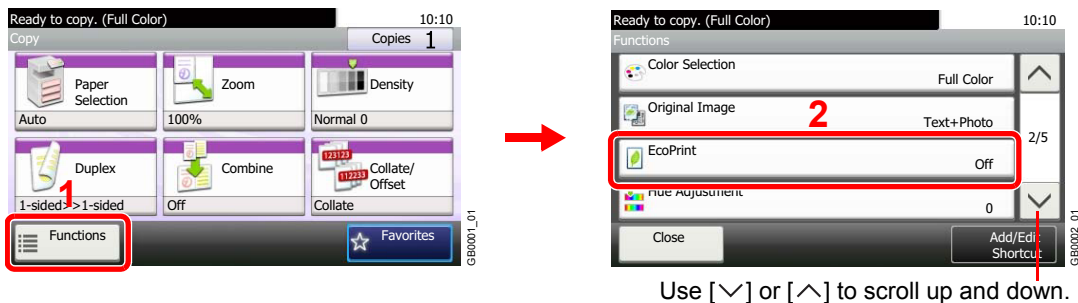 Ready to copy. (Full Color) 10:10
Copy Copies 1
Paper Selection
Zoom
Density
Auto
100%
Normal 0
Duplex
Combine
123123
112233
Collate/
Offset
1-sided>>1-sided
Off
Collate
1
Functions
Favorites
GB0001_01
Ready to copy. (Full Color) 10:10
Functions
Color Selection
Full Color
Original Image
2
Text+Photo
2/5
EcoPrint
Off
Hue Adjustment
0
Close
Add/Edit
Shortcut
GB0002_01
Use [∨] or [∧] to scroll up and down.